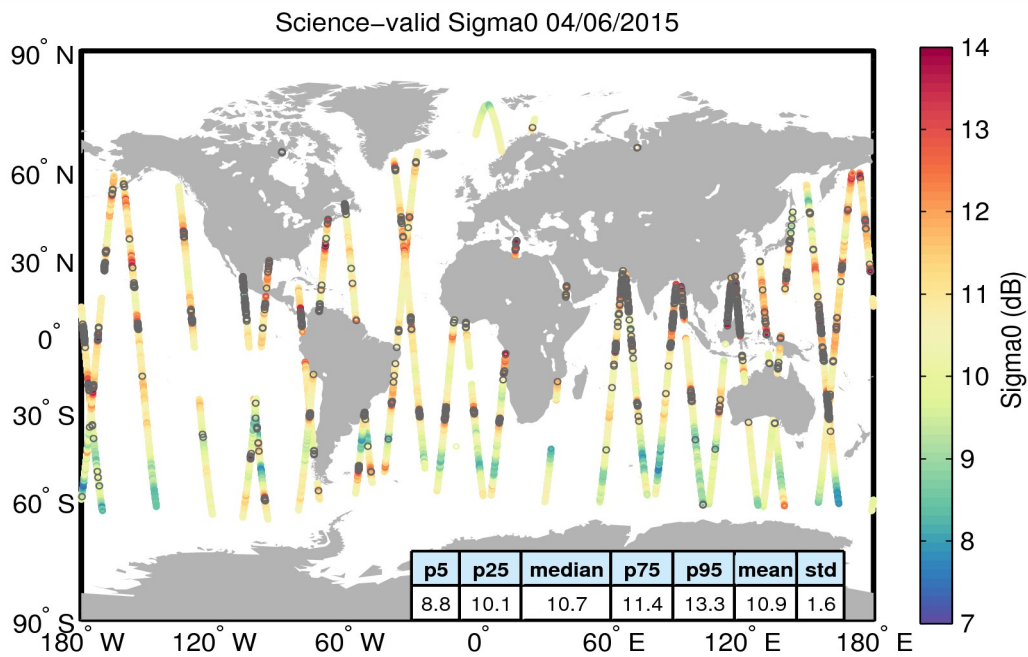 Science−valid Sigma0 04/06/2015
90° N
60° N
30° N
0°
30° S
60° S
90° S
180° W
120° W
60° W
0°
60° E
120° E
180° E
14
13
12
11
10
9
8
7
Sigma0 (dB)
p5 p25 median p75 p95 mean std
8.8 10.1 10.7 11.4 13.3 10.9 1.6